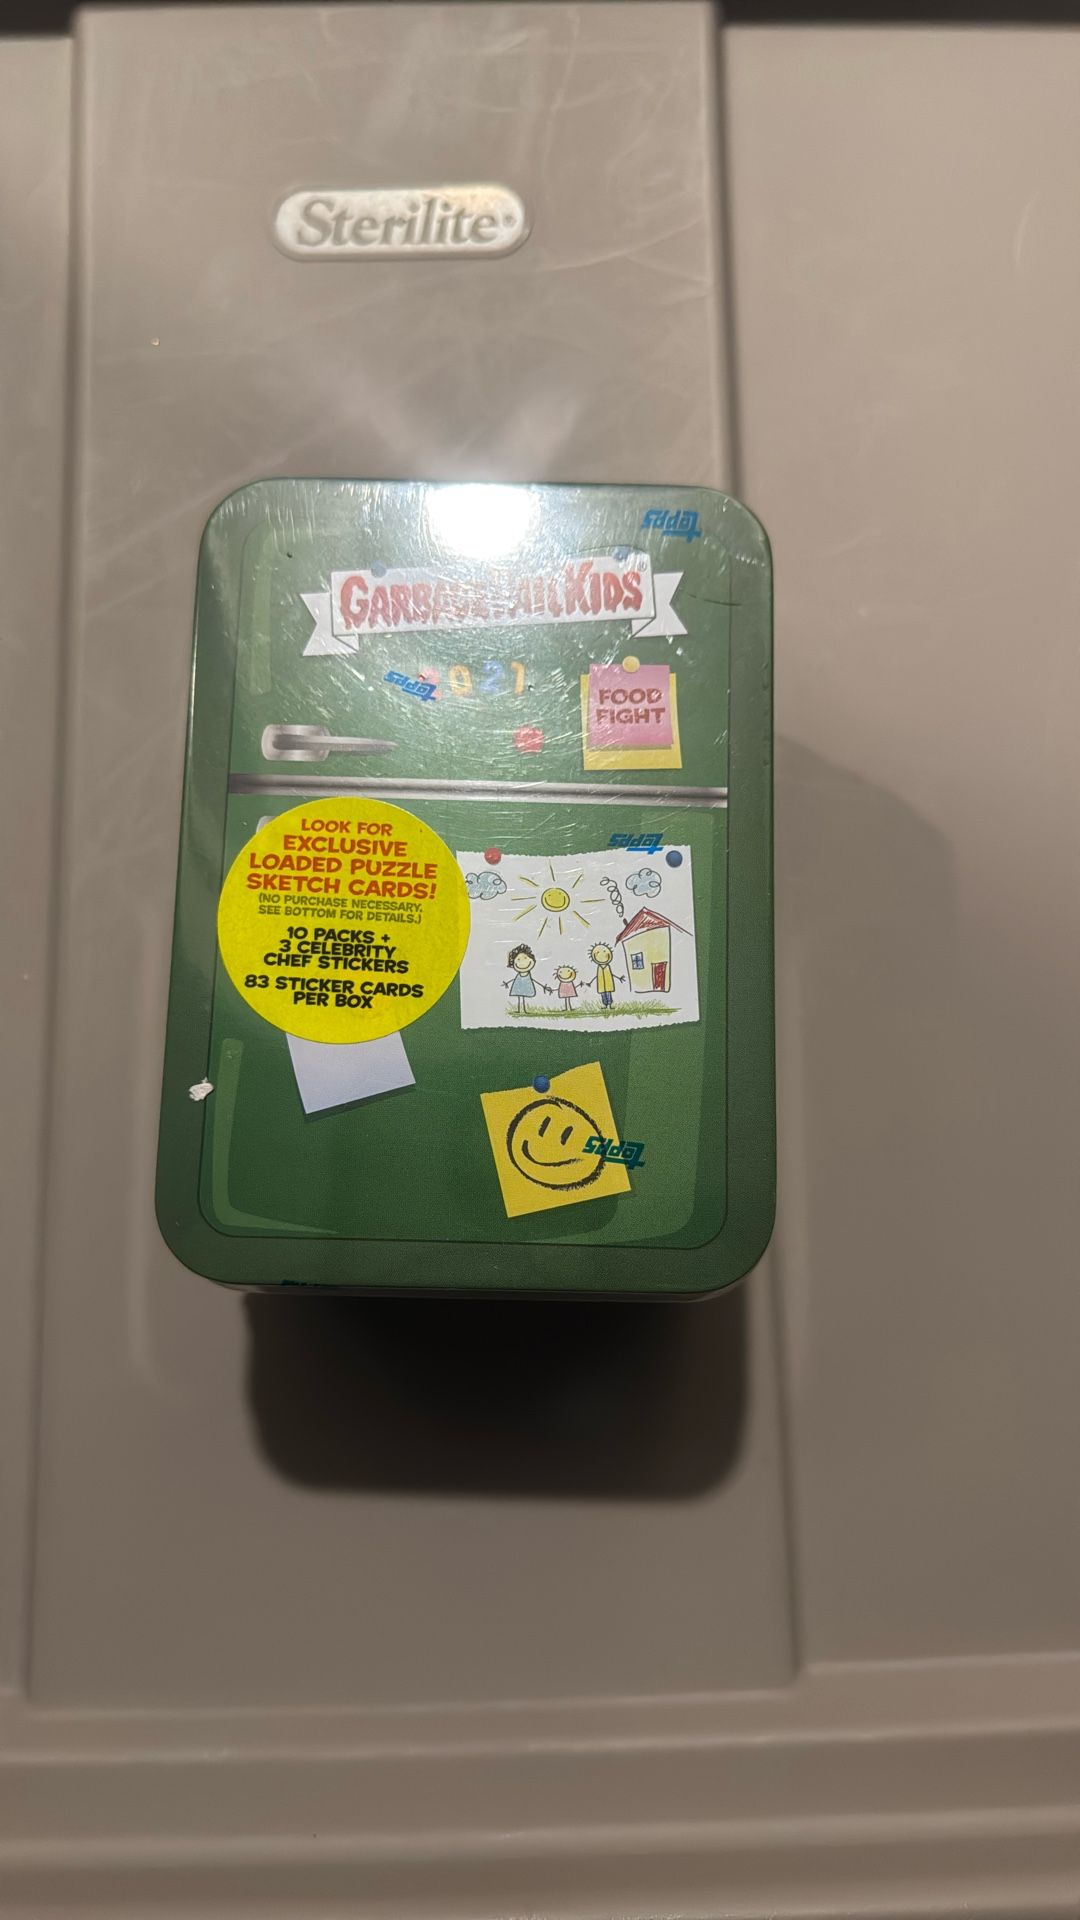 Sterilite®
topps
GARBAGE PAIL KIDS®
topps 2021
FOOD
FIGHT
LOOK FOR
EXCLUSIVE
LOADED PUZZLE
SKETCH CARDS!
(NO PURCHASE NECESSARY.
SEE BOTTOM FOR DETAILS.)
10 PACKS +
3 CELEBRITY
CHEF STICKERS
83 STICKER CARDS
PER BOX
topps
topps